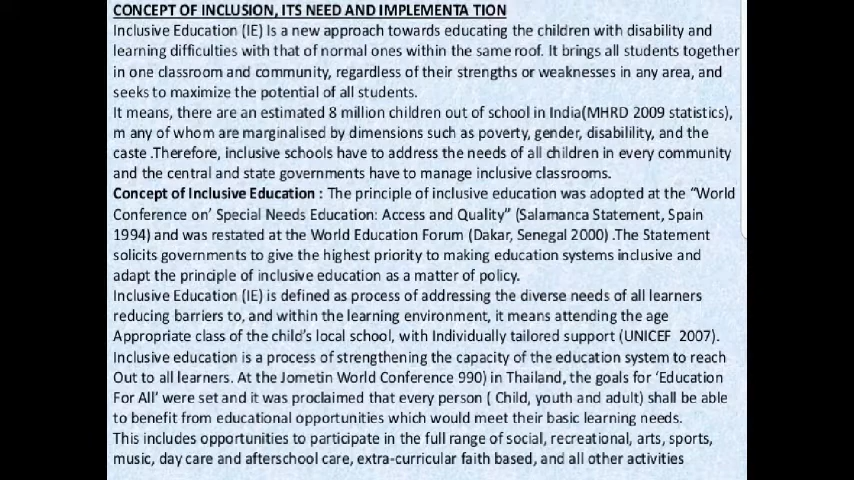 CONCEPT OF INCLUSION, ITS NEED AND IMPLEMENTA TION
Inclusive Education (IE) Is a new approach towards educating the children with disability and
learning difficulties with that of normal ones within the same roof. It brings all students together
in one classroom and community, regardless of their strengths or weaknesses in any area, and
seeks to maximize the potential of all students.
It means, there are an estimated 8 million children out of school in India(MHRD 2009 statistics),
m any of whom are marginalised by dimensions such as poverty, gender, disabilility, and the
caste .Therefore, inclusive schools have to address the needs of all children in every community
and the central and state governments have to manage inclusive classrooms.
Concept of Inclusive Education : The principle of inclusive education was adopted at the “World
Conference on’ Special Needs Education: Access and Quality” (Salamanca Statement, Spain
1994) and was restated at the World Education Forum (Dakar, Senegal 2000) .The Statement
solicits governments to give the highest priority to making education systems inclusive and
adapt the principle of inclusive education as a matter of policy.
Inclusive Education (IE) is defined as process of addressing the diverse needs of all learners
reducing barriers to, and within the learning environment, it means attending the age
Appropriate class of the child’s local school, with Individually tailored support (UNICEF 2007).
Inclusive education is a process of strengthening the capacity of the education system to reach
Out to all learners. At the Jometin World Conference 990) in Thailand, the goals for ‘Education
For All’ were set and it was proclaimed that every person ( Child, youth and adult) shall be able
to benefit from educational opportunities which would meet their basic learning needs.
This includes opportunities to participate in the full range of social, recreational, arts, sports,
music, day care and afterschool care, extra-curricular faith based, and all other activities